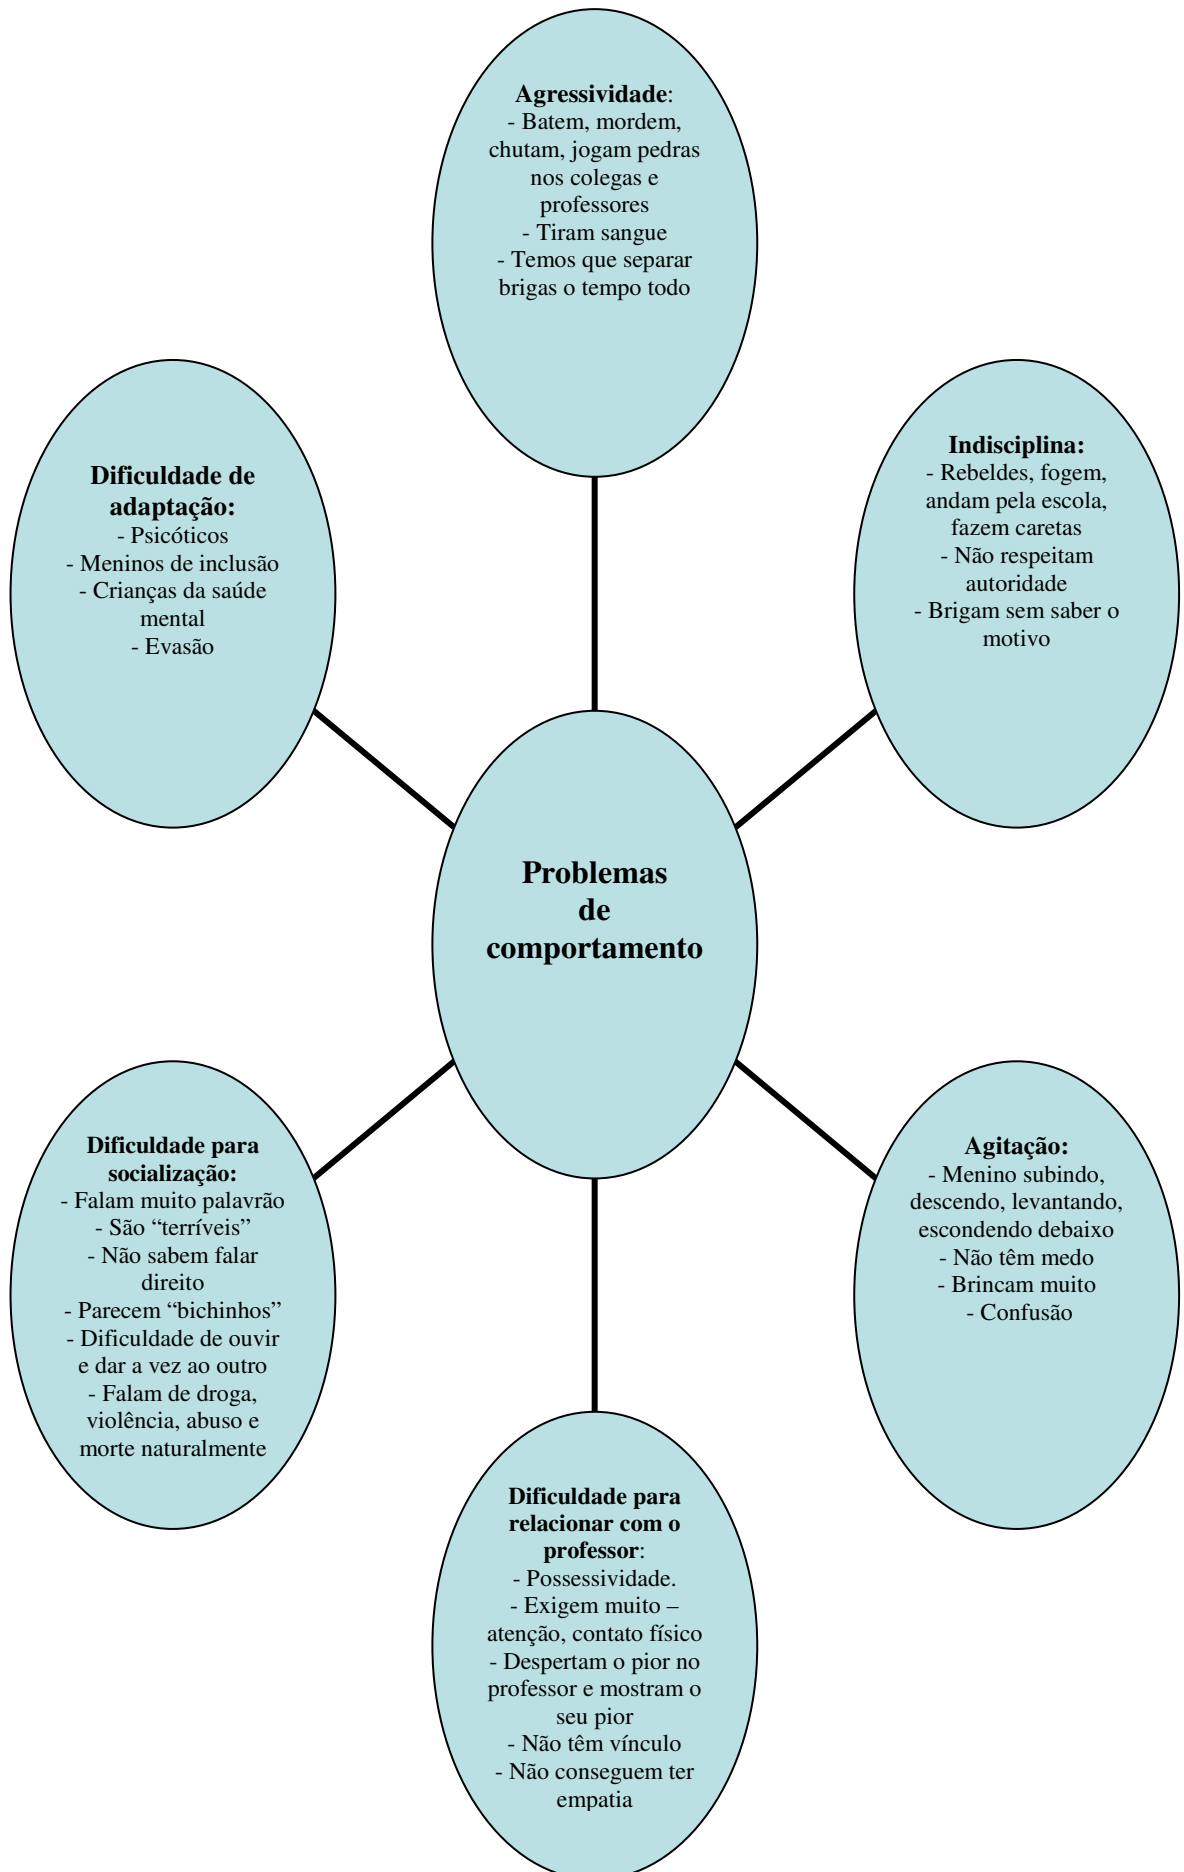 Agressividade:
- Batem, mordem,
chutam, jogam pedras
nos colegas e
professores
- Tiram sangue
- Temos que separar
brigas o tempo todo
Dificuldade de
adaptação:
- Psicóticos
- Meninos de inclusão
- Crianças da saúde
mental
- Evasão
Indisciplina:
- Rebeldes, fogem,
andam pela escola,
fazem caretas
- Não respeitam
autoridade
- Brigam sem saber o
motivo
Problemas
de
comportamento
Dificuldade para
socialização:
- Falam muito palavrão
- São “terríveis”
- Não sabem falar
direito
- Parecem “bichinhos”
- Dificuldade de ouvir
e dar a vez ao outro
- Falam de droga,
violência, abuso e
morte naturalmente
Agitação:
- Menino subindo,
descendo, levantando,
escondendo debaixo
- Não têm medo
- Brincam muito
- Confusão
Dificuldade para
relacionar com o
professor:
- Possessividade.
- Exigem muito –
atenção, contato físico
- Despertam o pior no
professor e mostram o
seu pior
- Não têm vínculo
- Não conseguem ter
empatia